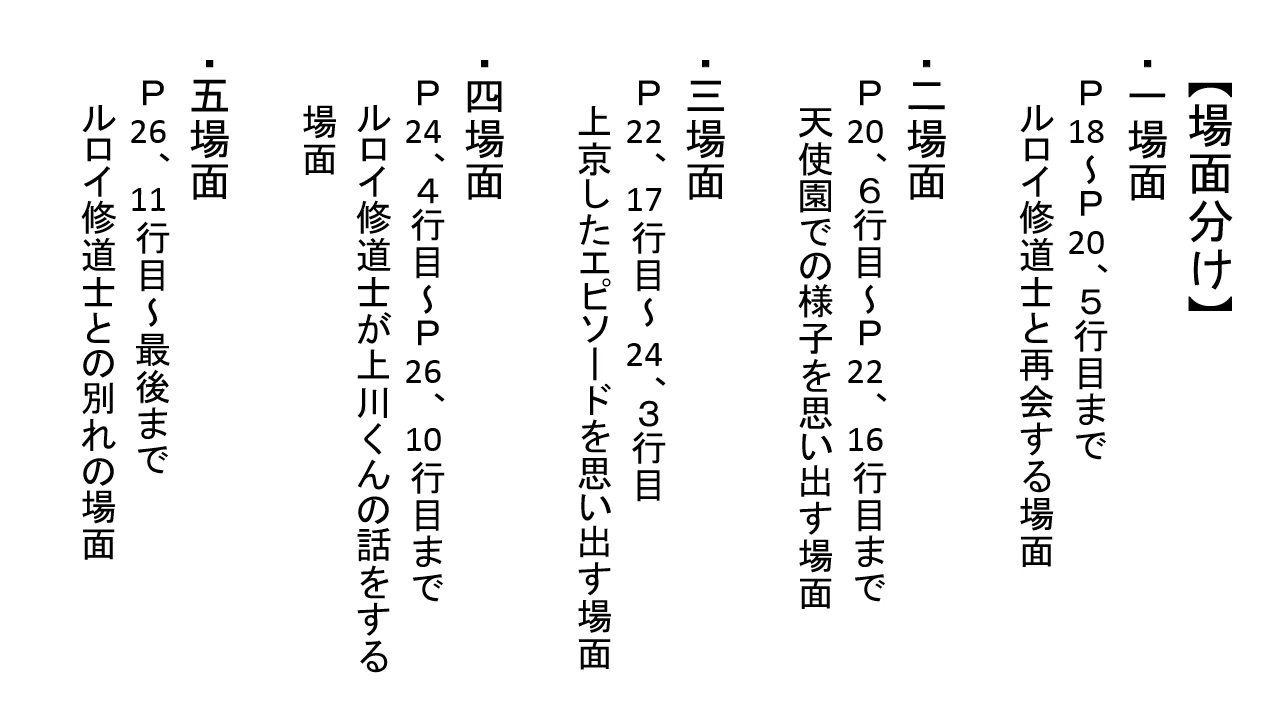 【場面分け】
・一場面
Ｐ18～Ｐ20、５行目まで
ルロイ修道士と再会する場面
・二場面
Ｐ20、６行目～Ｐ22、16行目まで
天使園での様子を思い出す場面
・三場面
Ｐ22、17行目～24、３行目
上京したエピソードを思い出す場面
・四場面
Ｐ24、４行目～Ｐ26、10行目まで
ルロイ修道士が上川くんの話をする
場面
・五場面
Ｐ26、11行目～最後まで
ルロイ修道士との別れの場面